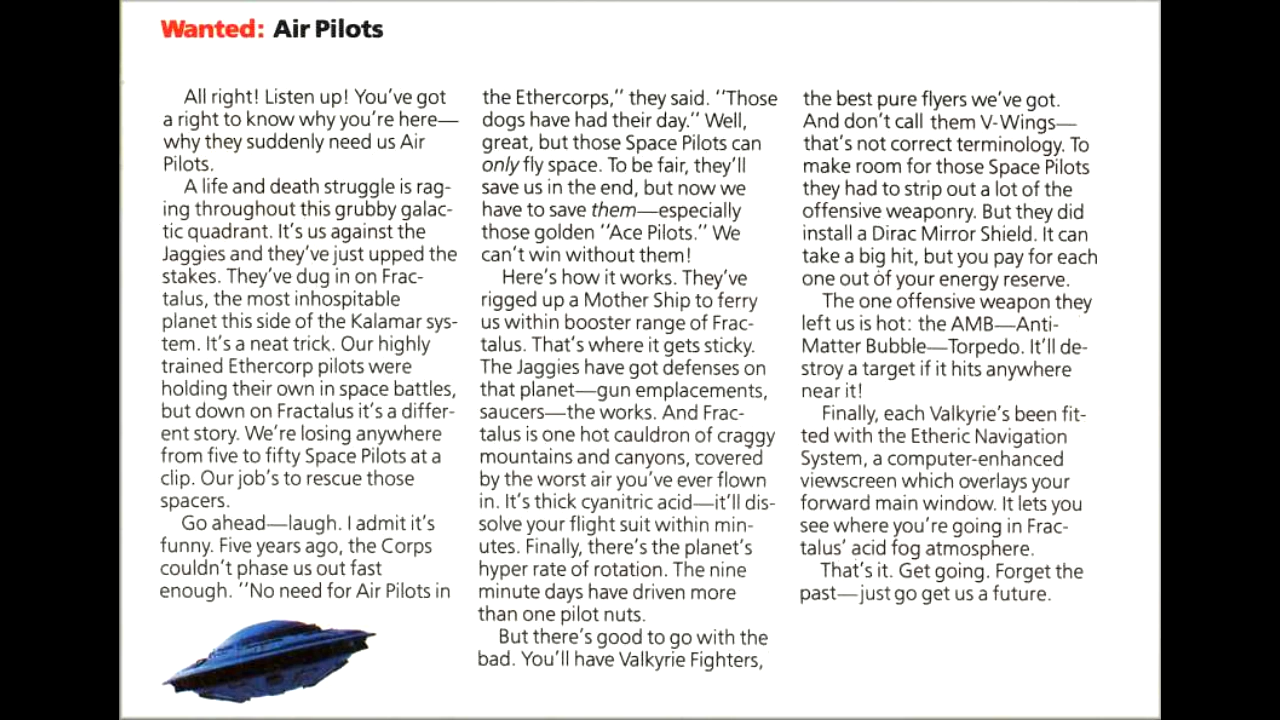 Wanted: Air Pilots
All right! Listen up! You've got
a right to know why you're here—
why they suddenly need us Air
Pilots.
A life and death struggle is rag-
ing throughout this grubby galac-
tic quadrant. It's us against the
Jaggies and they've just upped the
stakes. They've dug in on Frac-
talus, the most inhospitable
planet this side of the Kalamar sys-
tem. It's a neat trick. Our highly
trained Ethercorp pilots were
holding their own in space battles,
but down on Fractalus it's a differ-
ent story. We're losing anywhere
from five to fifty Space Pilots at a
clip. Our job's to rescue those
spacers.
Go ahead—laugh. I admit it's
funny. Five years ago, the Corps
couldn't phase us out fast
enough. "No need for Air Pilots in
the Ethercorps," they said. "Those
dogs have had their day." Well,
great, but those Space Pilots can
only fly space. To be fair, they'll
save us in the end, but now we
have to save them—especially
those golden "Ace Pilots." We
can't win without them!
Here's how it works. They've
rigged up a Mother Ship to ferry
us within booster range of Frac-
talus. That's where it gets sticky.
The Jaggies have got defenses on
that planet—gun emplacements,
saucers—the works. And Frac-
talus is one hot cauldron of craggy
mountains and canyons, covered
by the worst air you've ever flown
in. It's thick cyanitric acid—it'll dis-
solve your flight suit within min-
utes. Finally, there's the planet's
hyper rate of rotation. The nine
minute days have driven more
than one pilot nuts.
But there's good to go with the
bad. You'll have Valkyrie Fighters,
the best pure flyers we've got.
And don't call them V-Wings—
that's not correct terminology. To
make room for those Space Pilots
they had to strip out a lot of the
offensive weaponry. But they did
install a Dirac Mirror Shield. It can
take a big hit, but you pay for each
one out of your energy reserve.
The one offensive weapon they
left us is hot: the AMB—Anti-
Matter Bubble—Torpedo. It'll de-
stroy a target if it hits anywhere
near it!
Finally, each Valkyrie's been fit-
ted with the Etheric Navigation
System, a computer-enhanced
viewscreen which overlays your
forward main window. It lets you
see where you're going in Frac-
talus' acid fog atmosphere.
That's it. Get going. Forget the
past—just go get us a future.